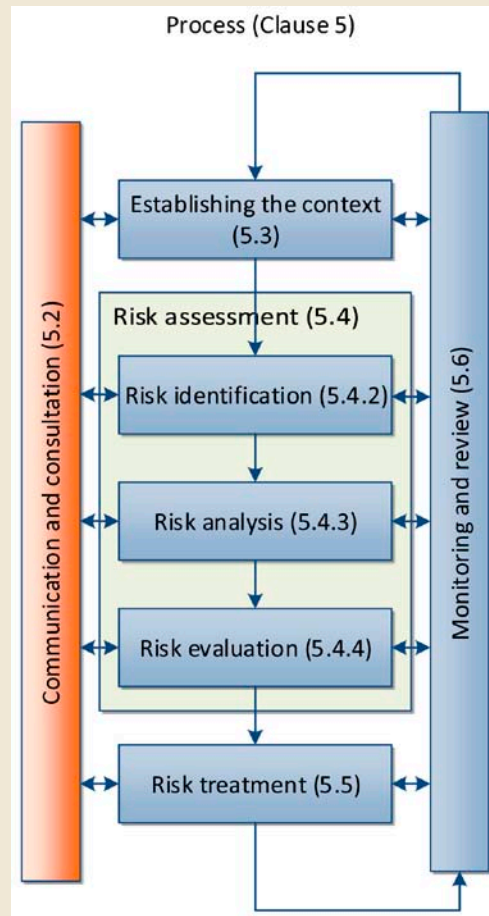 Process (Clause 5)
Establishing the context
(5.3)
Risk assessment (5.4)
Risk identification (5.4.2)
Risk analysis (5.4.3)
Risk evaluation (5.4.4)
Risk treatment (5.5)
Communication and consultation (5.2)
Monitoring and review (5.6)